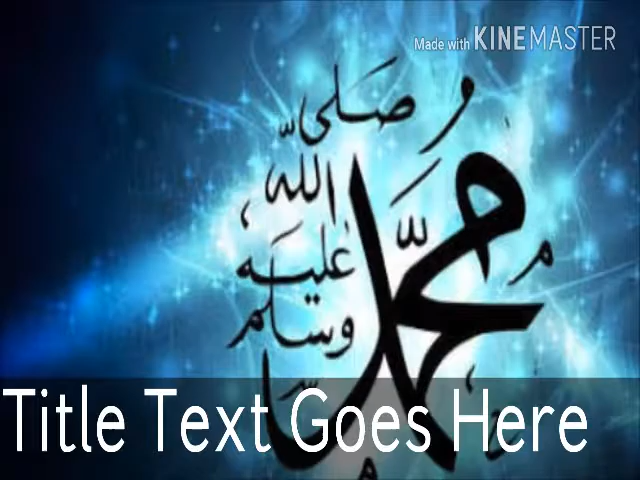 Made with KINEMASTER
محمد
صلى
الله
عليه
وسلم
Title Text Goes Here